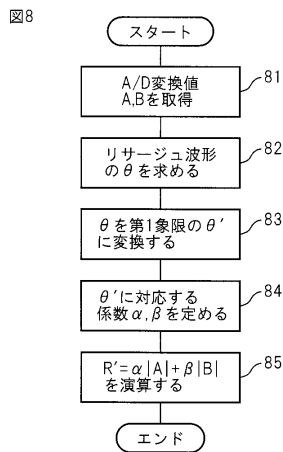 図8
スタート
A/D変換値
A,Bを取得
81
リサージュ波形
のθを求める
82
θを第1象限のθ′
に変換する
83
θ′に対応する
係数α,βを定める
84
R′=α|A|+β|B|
を演算する
85
エンド